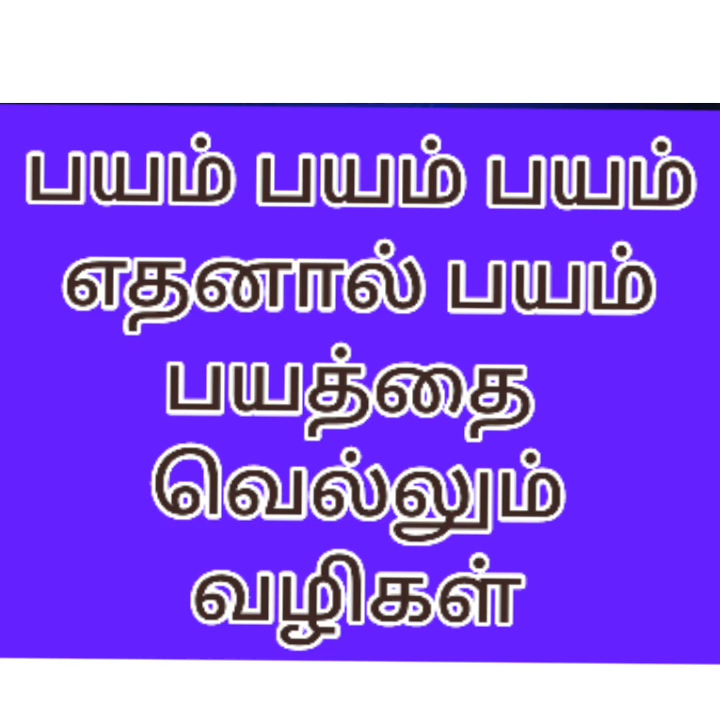 பயம் பயம் பயம்
எதனால் பயம்
பயத்தை
வெல்லும்
வழிகள்